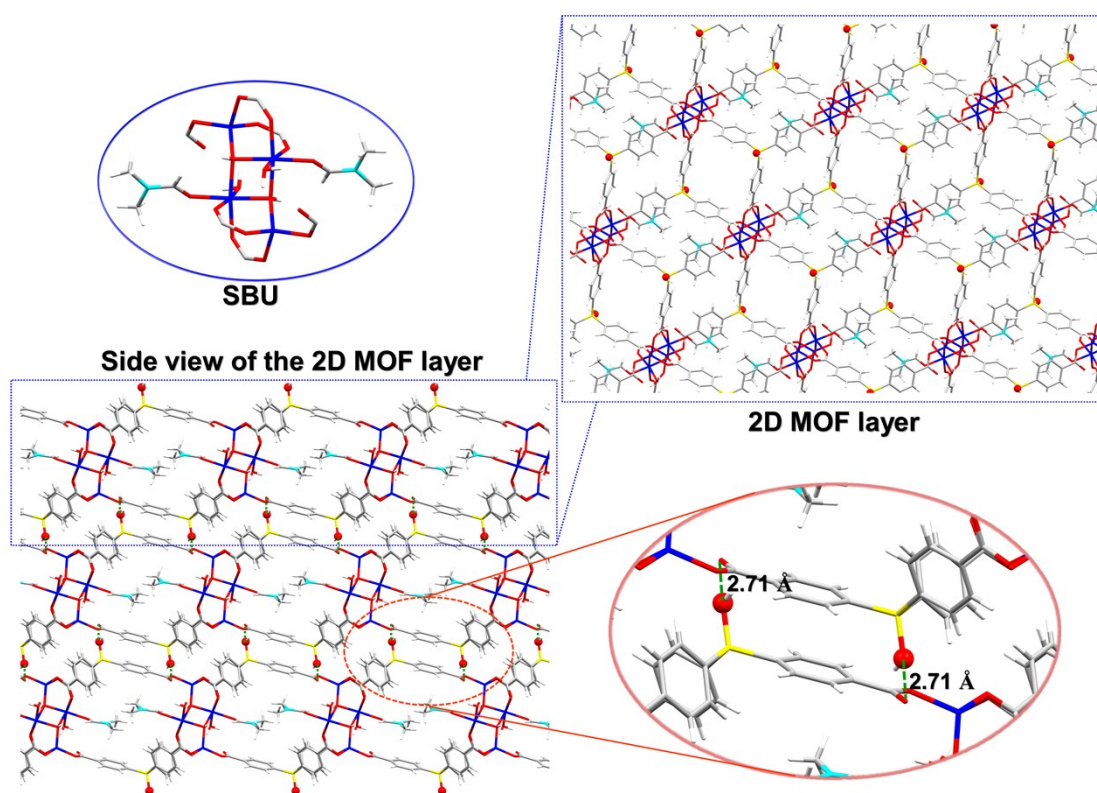 SBU
Side view of the 2D MOF layer
2D MOF layer
2.71 Å
2.71 Å